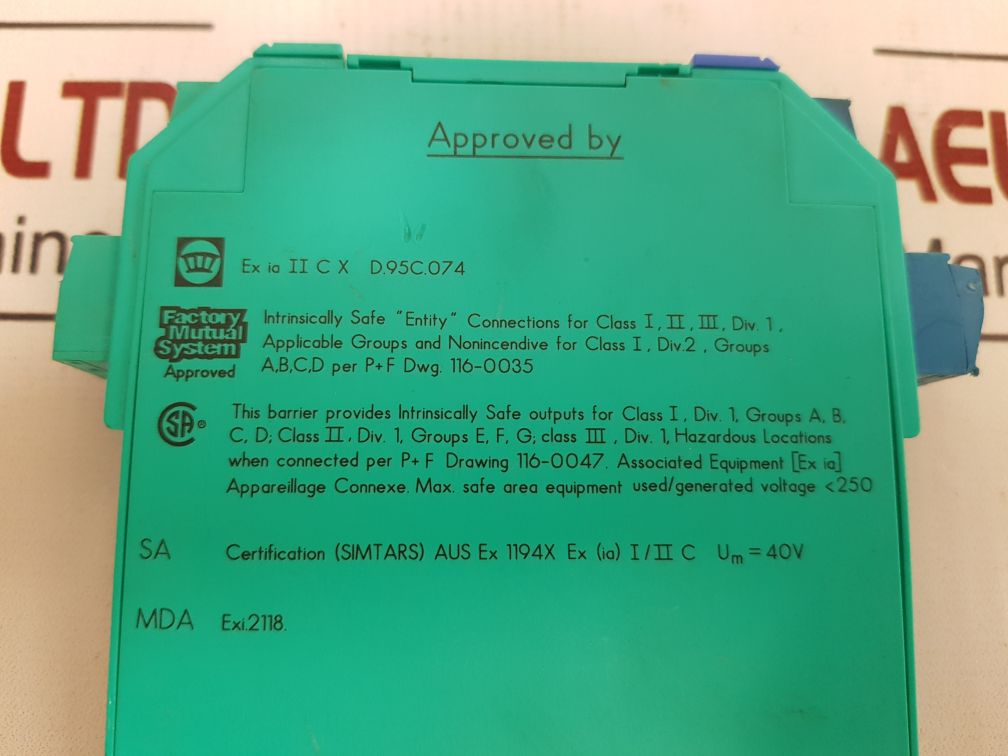 Approved by
Ex ia II C X D.95C.074
Factory
Mutual
System
Approved
Intrinsically Safe "Entity" Connections for Class I, II, III, Div. 1,
Applicable Groups and Nonincendive for Class I, Div.2, Groups
A,B,C,D per P+F Dwg. 116-0035
SA ®
This barrier provides Intrinsically Safe outputs for Class I, Div. 1, Groups A, B,
C, D; Class II, Div. 1, Groups E, F, G; class III, Div. 1, Hazardous Locations
when connected per P+F Drawing 116-0047. Associated Equipment [Ex ia]
Appareillage Connexe. Max. safe area equipment used/generated voltage <250
SA Certification (SIMTARS) AUS Ex 1194X Ex (ia) I/II C Um = 40V
MDA Exi.2118.
LTD
AEL